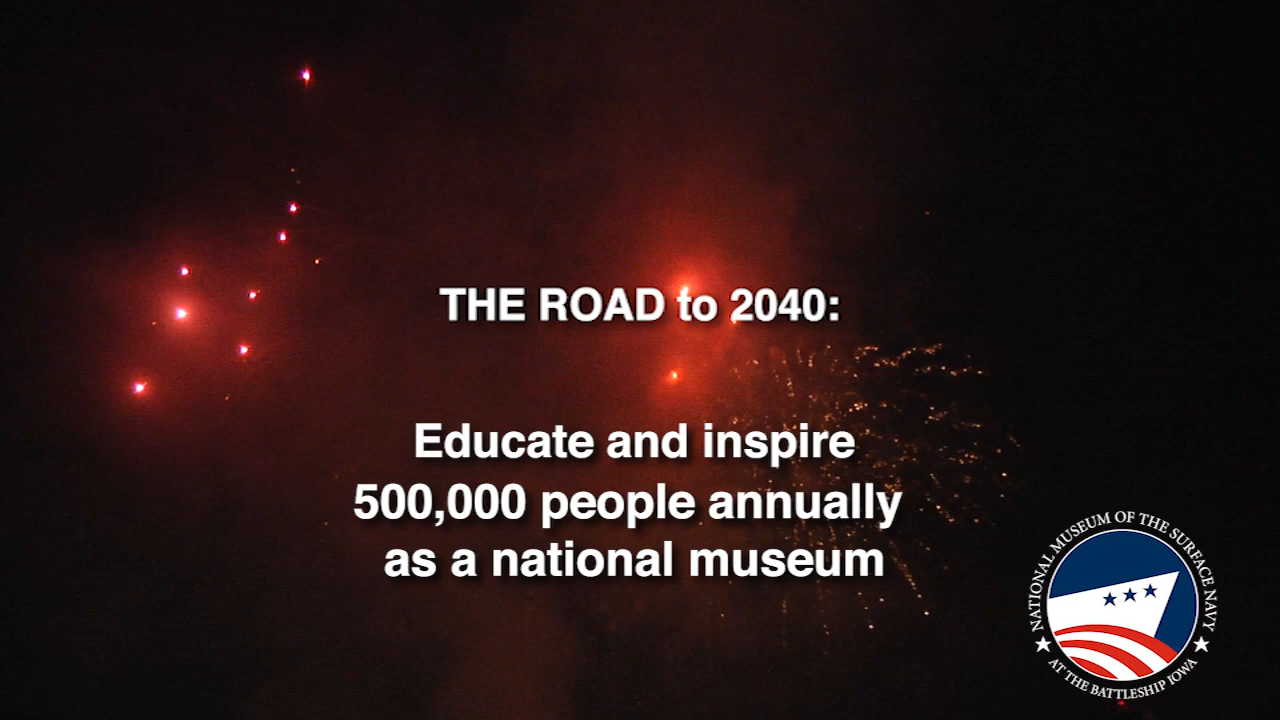 THE ROAD to 2040:
Educate and inspire
500,000 people annually
as a national museum
NATIONAL MUSEUM OF THE SURFACE NAVY
AT THE BATTLESHIP IOWA